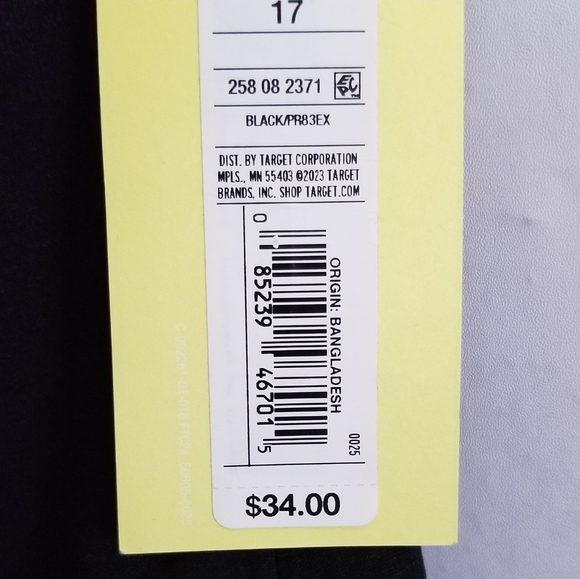 17
258 08 2371
EPC™
BLACK/PR83EX
DIST. BY TARGET CORPORATION
MPLS., MN 55403 ©2023 TARGET
BRANDS, INC. SHOP TARGET.COM
ORIGIN: BANGLADESH
0 85239 46701 5
0025
$34.00